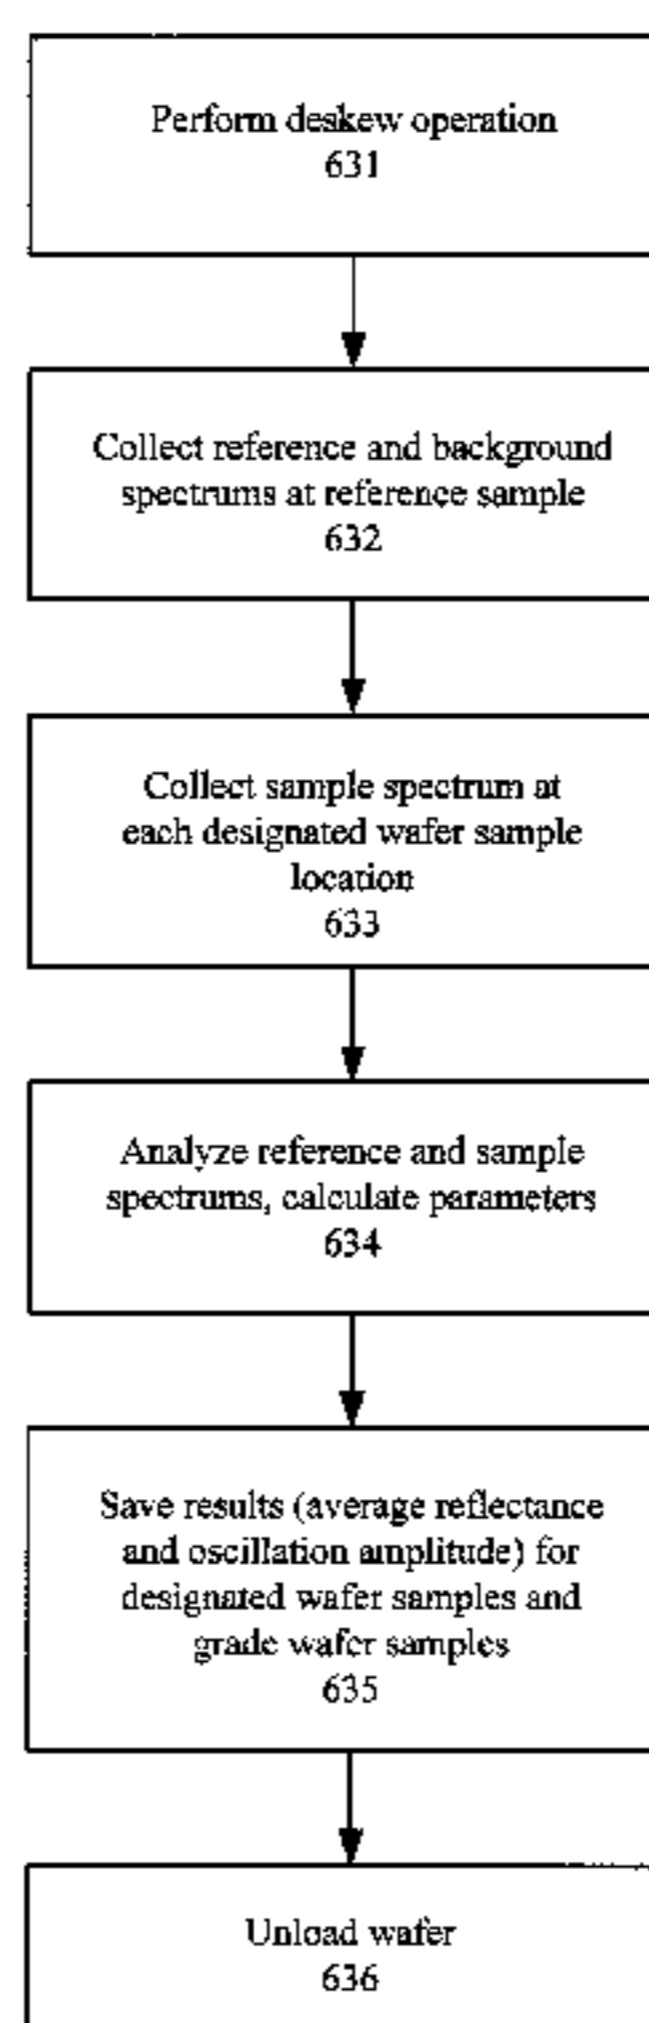 Perform deskew operation
631
Collect reference and background
spectrums at reference sample
632
Collect sample spectrum at
each designated wafer sample
location
633
Analyze reference and sample
spectrums, calculate parameters
634
Save results (average reflectance
and oscillation amplitude) for
designated wafer samples and
grade wafer samples
635
Unload wafer
636